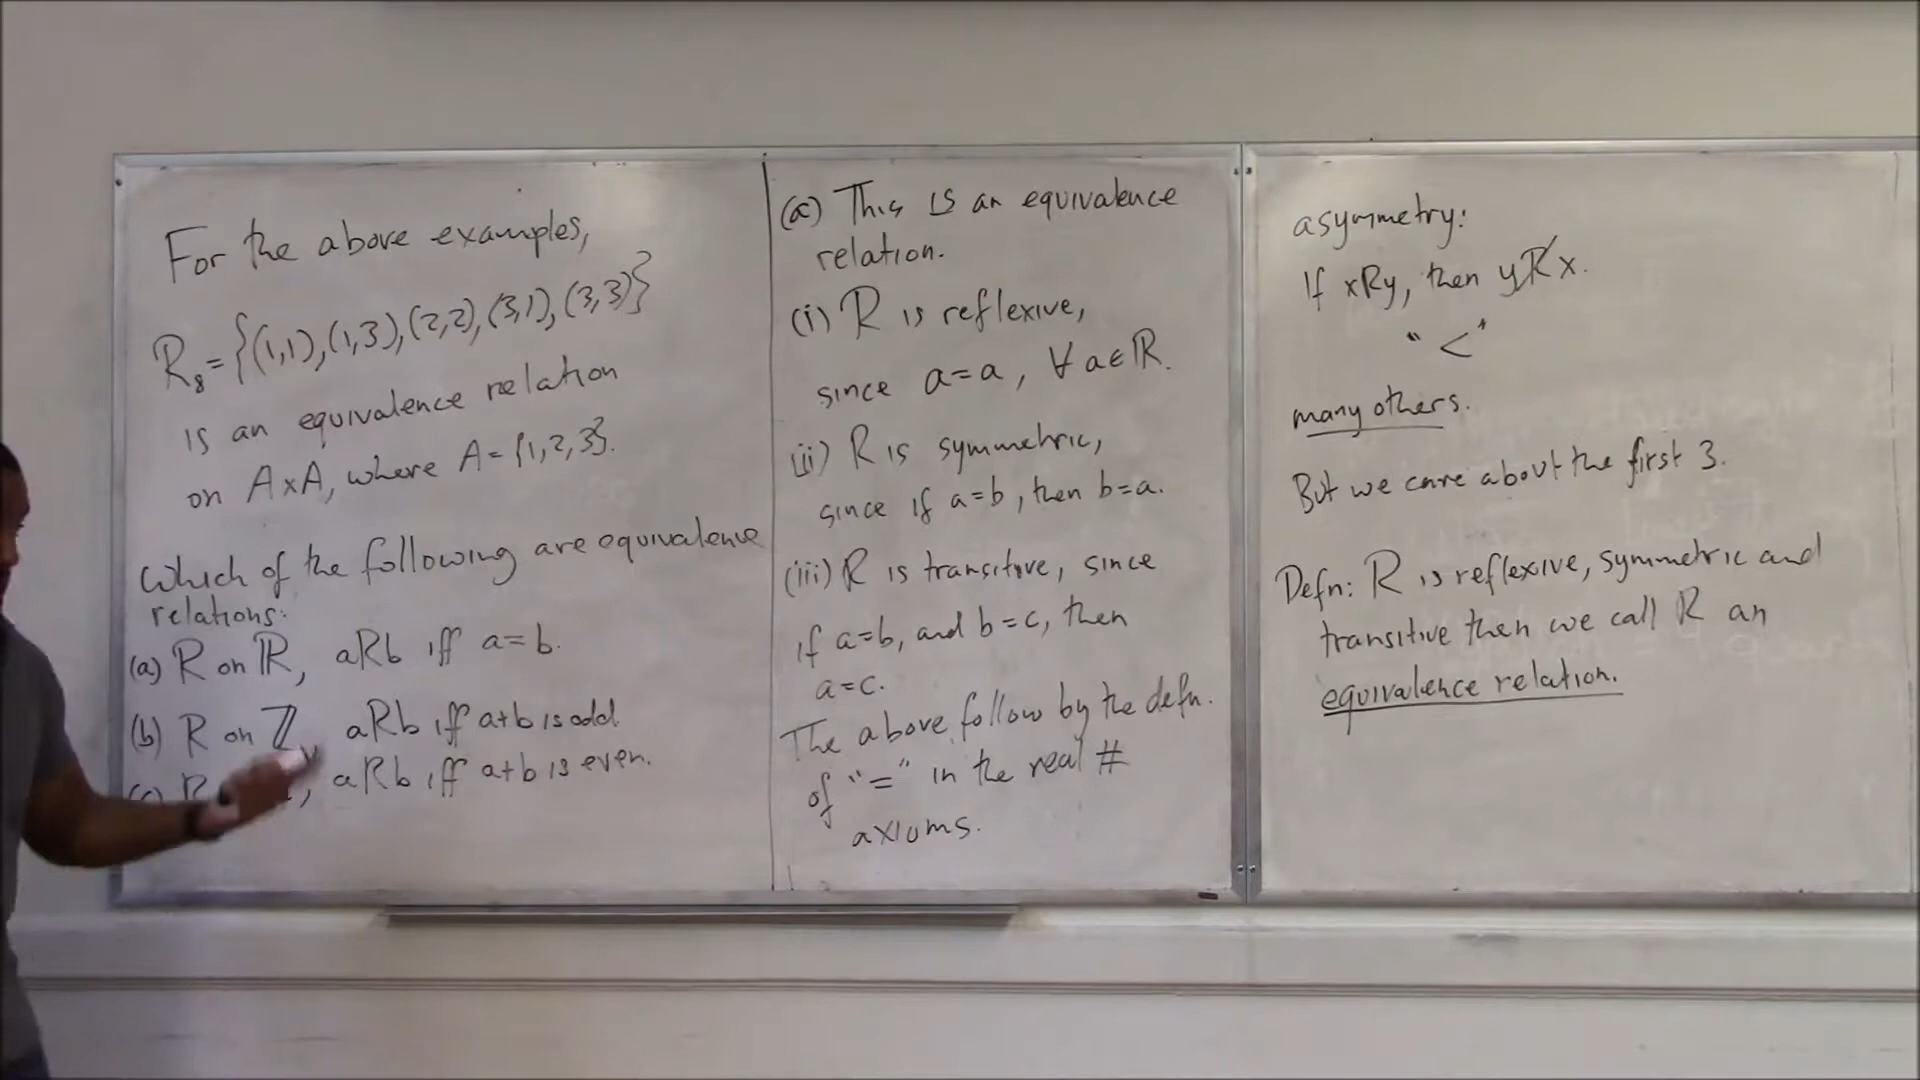 For the above examples,
R₈ = {(1,1), (1,3), (2,2), (3,1), (3,3)}
is an equivalence relation
on A×A, where A = {1,2,3}.
Which of the following are equivalence
relations:
(a) R on ℝ, aRb iff a=b.
(b) R on ℤ, aRb iff a+b is odd
(c) R , aRb iff a+b is even.
(a) This is an equivalence
relation.
(i) R is reflexive,
since a=a, ∀ a∈ℝ.
(ii) R is symmetric,
since if a=b, then b=a.
(iii) R is transitive, since
if a=b, and b=c, then
a=c.
The above follow by the defn.
of "=" in the real #
axioms.
asymmetry:
If xRy, then yR̸x.
"<"
many others.
But we care about the first 3.
Defn: R is reflexive, symmetric and
transitive then we call R an
equivalence relation.